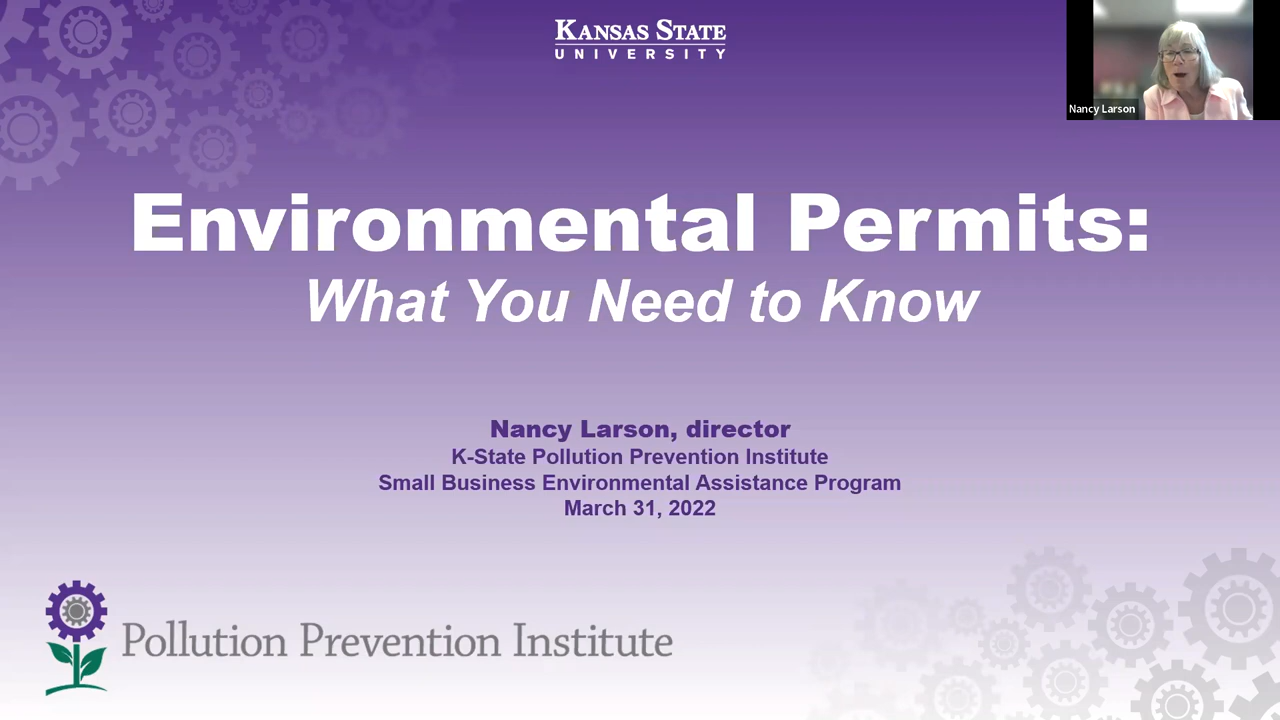 KANSAS STATE
UNIVERSITY
Nancy Larson
Environmental Permits:
What You Need to Know
Nancy Larson, director
K-State Pollution Prevention Institute
Small Business Environmental Assistance Program
March 31, 2022
Pollution Prevention Institute